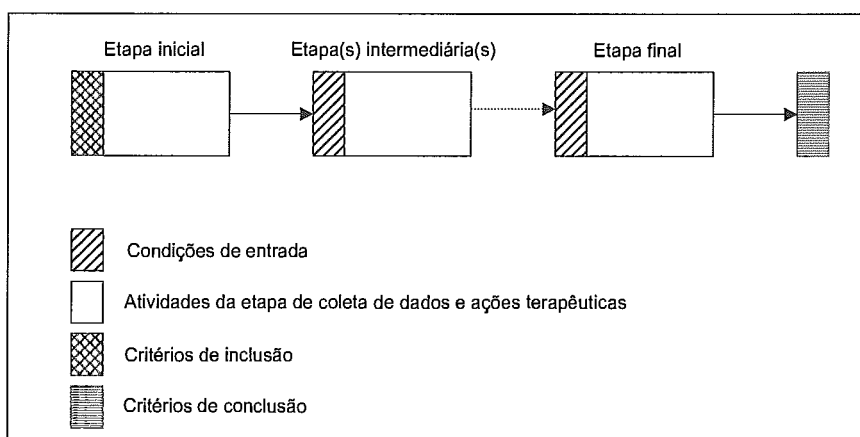 Etapa inicial
Etapa(s) intermediária(s)
Etapa final
Condições de entrada
Atividades da etapa de coleta de dados e ações terapêuticas
Critérios de inclusão
Critérios de conclusão